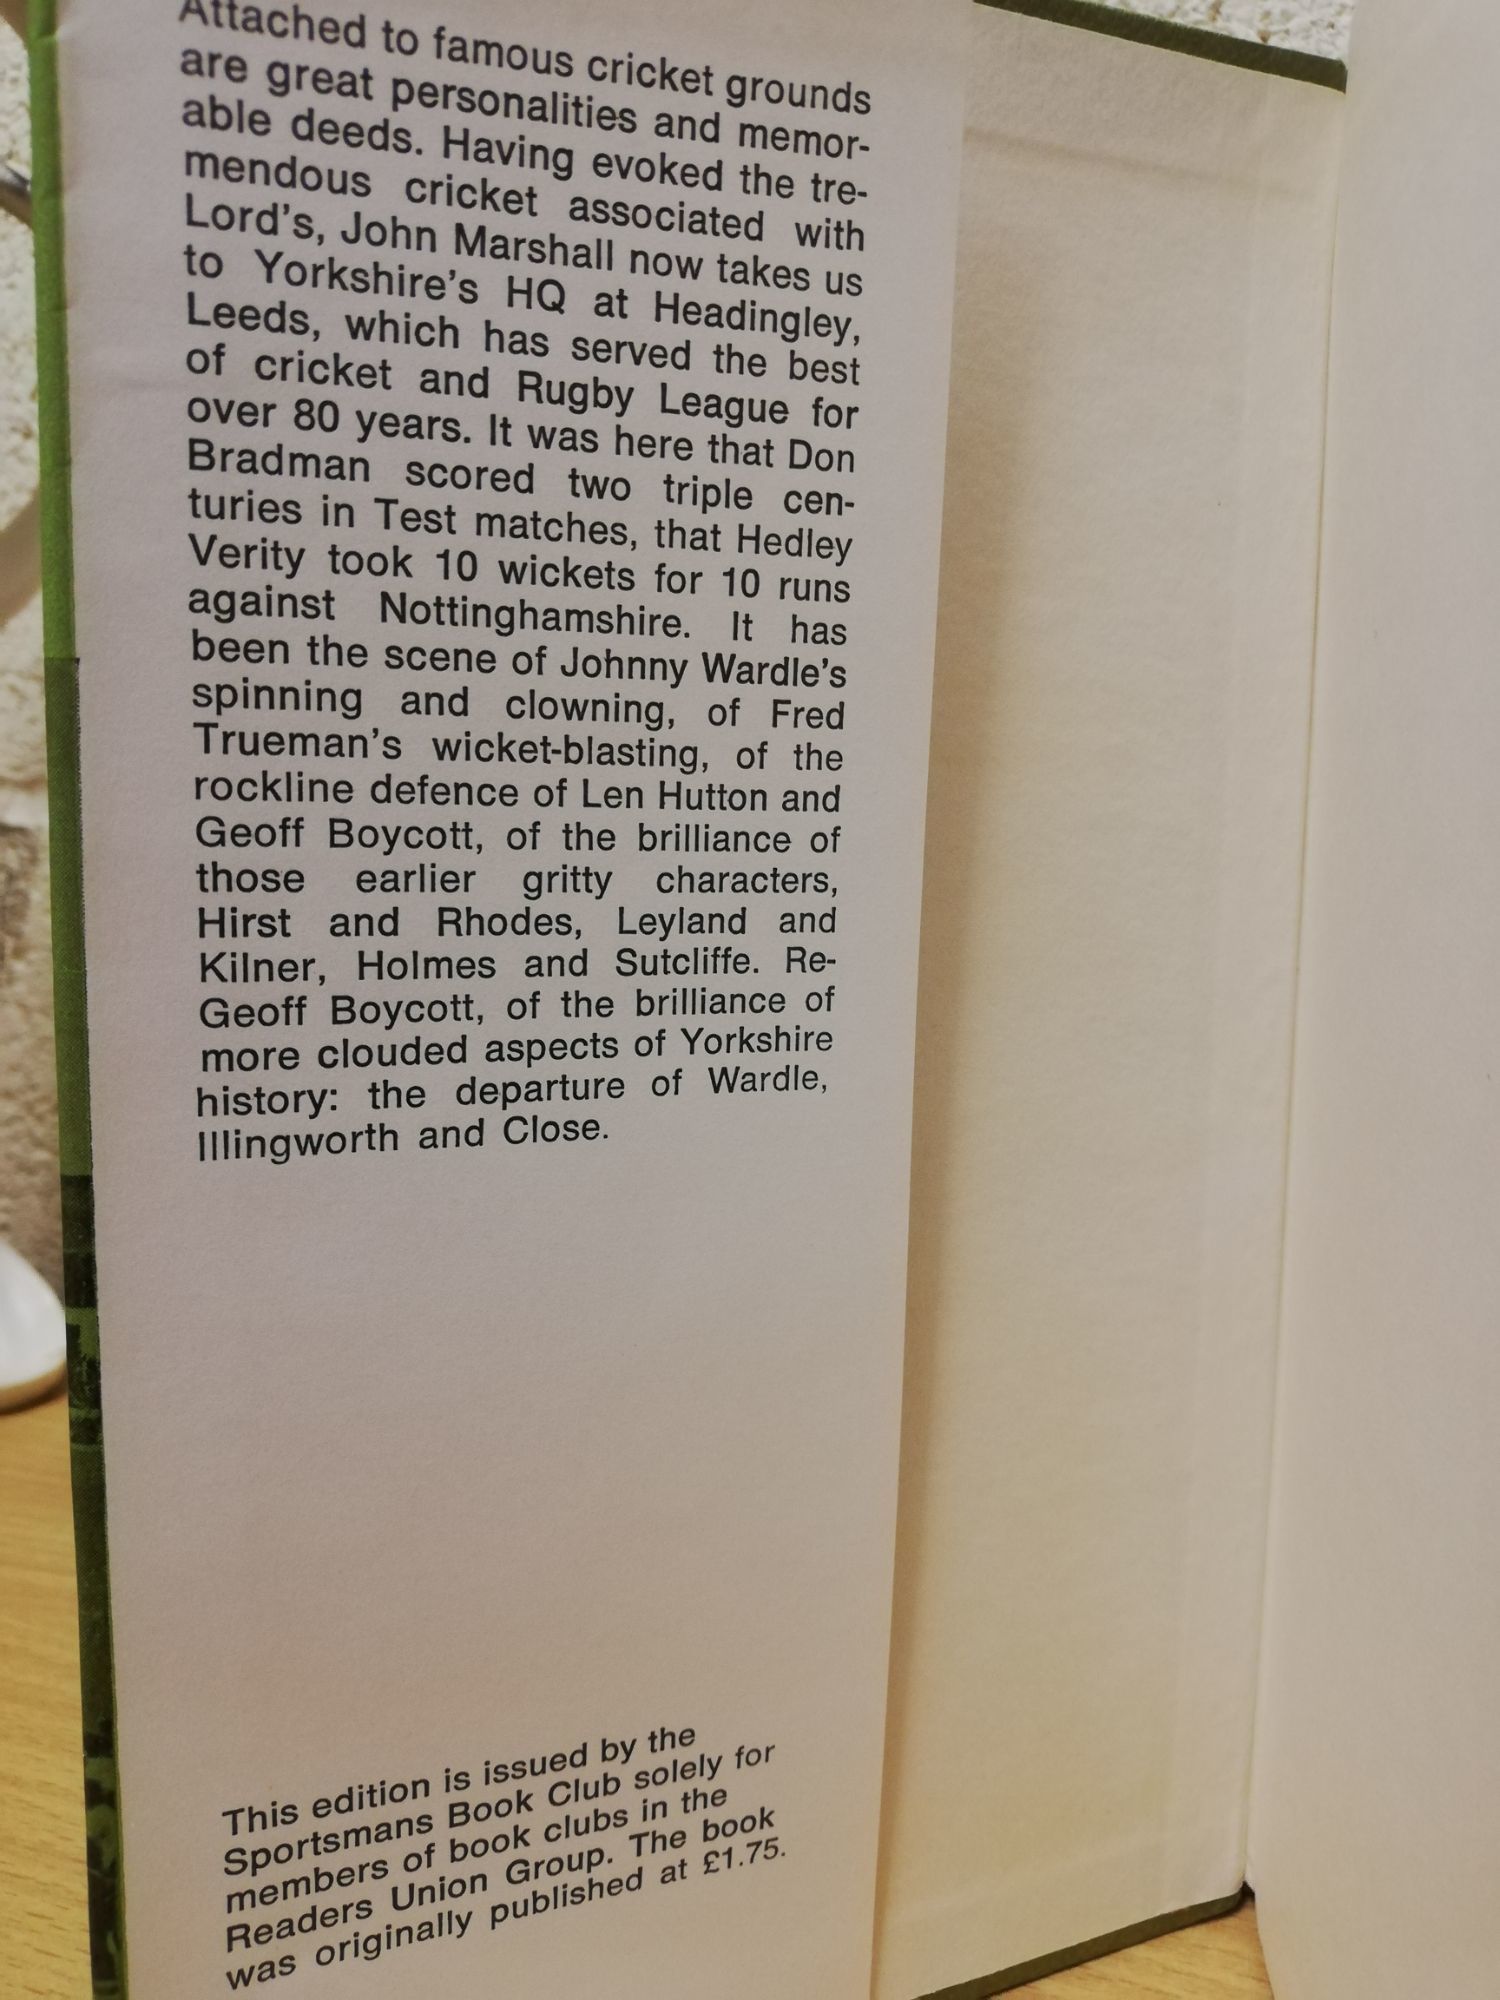 Attached to famous cricket grounds
are great personalities and memor-
able deeds. Having evoked the tre-
mendous cricket associated with
Lord's, John Marshall now takes us
to Yorkshire's HQ at Headingley,
Leeds, which has served the best
of cricket and Rugby League for
over 80 years. It was here that Don
Bradman scored two triple cen-
turies in Test matches, that Hedley
Verity took 10 wickets for 10 runs
against Nottinghamshire. It has
been the scene of Johnny Wardle's
spinning and clowning, of Fred
Trueman's wicket-blasting, of the
rockline defence of Len Hutton and
Geoff Boycott, of the brilliance of
those earlier gritty characters,
Hirst and Rhodes, Leyland and
Kilner, Holmes and Sutcliffe. Re-
Geoff Boycott, of the brilliance of
more clouded aspects of Yorkshire
history: the departure of Wardle,
Illingworth and Close.
This edition is issued by the
Sportsmans Book Club solely for
members of book clubs in the
Readers Union Group. The book
was originally published at £1.75.